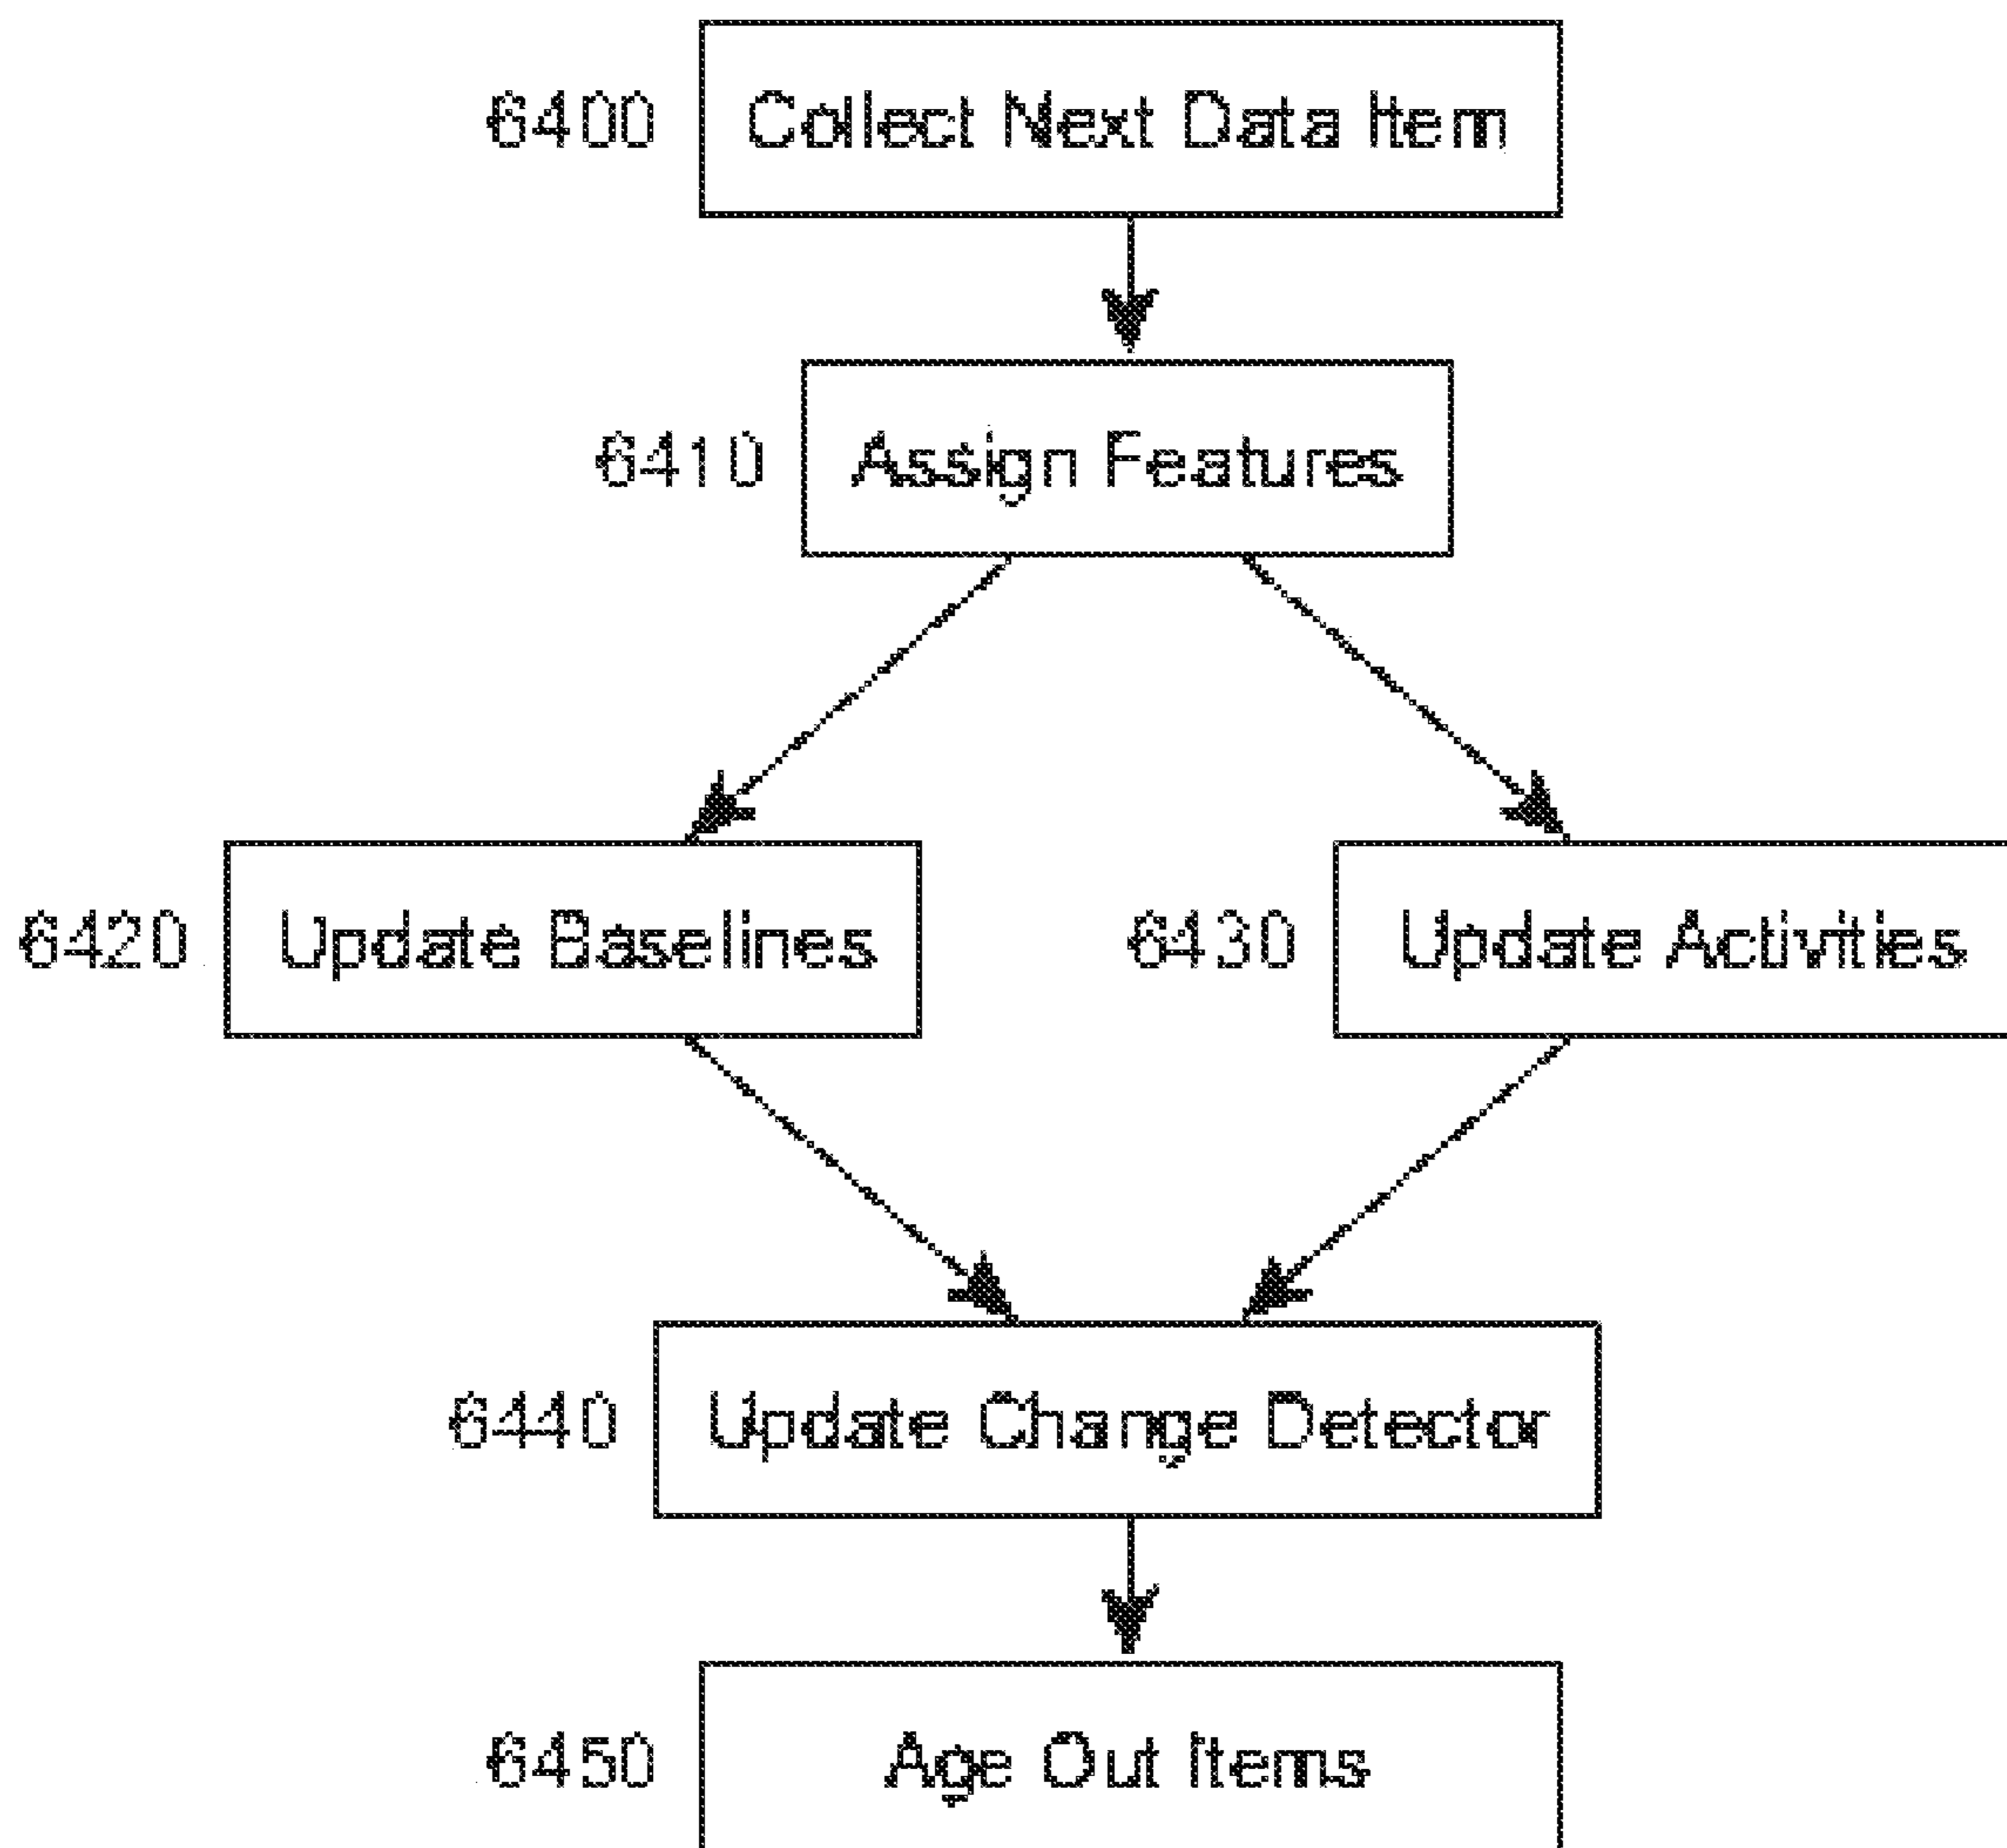 6400 Collect Next Data Item
6410 Assign Features
6420 Update Baselines 6430 Update Activities
6440 Update Change Detector
6450 Age Out Items